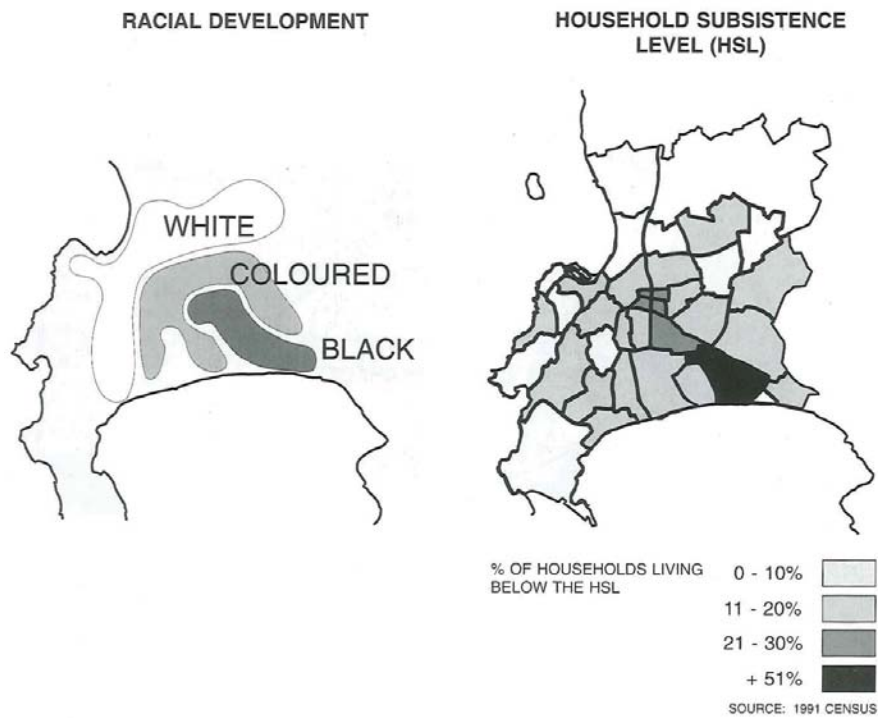 RACIAL DEVELOPMENT
WHITE
COLOURED
BLACK
HOUSEHOLD SUBSISTENCE
LEVEL (HSL)
% OF HOUSEHOLDS LIVING
BELOW THE HSL
0 - 10%
11 - 20%
21 - 30%
+ 51%
SOURCE: 1991 CENSUS